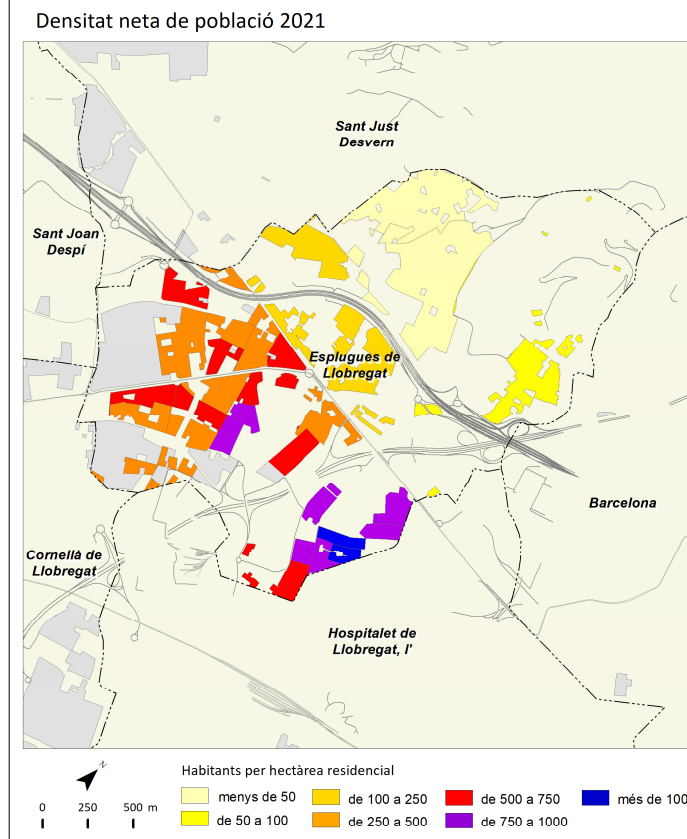 Densitat neta de població 2021
Sant Just
Desvern
Sant Joan
Despí
Esplugues de
Llobregat
Barcelona
Cornellà de
Llobregat
Hospitalet de
Llobregat, l'
N
0 250 500 m
Habitants per hectàrea residencial
menys de 50
de 50 a 100
de 100 a 250
de 250 a 500
de 500 a 750
de 750 a 1000
més de 100